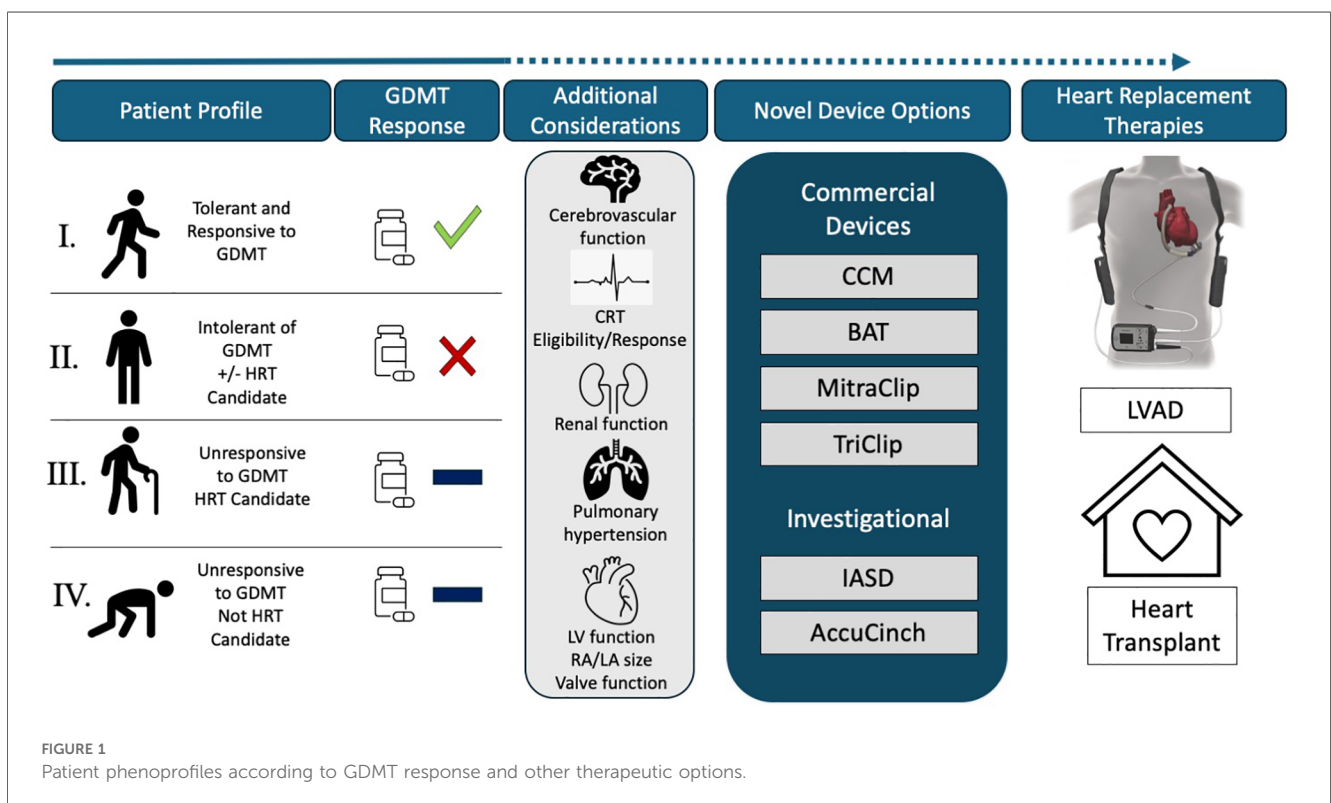 Patient Profile
GDMT
Response
Additional
Considerations
Novel Device Options
Heart Replacement
Therapies
I.
Tolerant and
Responsive to
GDMT
II.
Intolerant of
GDMT
+/- HRT
Candidate
III.
Unresponsive
to GDMT
HRT Candidate
IV.
Unresponsive
to GDMT
Not HRT
Candidate
Cerebrovascular
function
CRT
Eligibility/Response
Renal function
Pulmonary
hypertension
LV function
RA/LA size
Valve function
Commercial
Devices
CCM
BAT
MitraClip
TriClip
Investigational
IASD
AccuCinch
LVAD
Heart
Transplant
FIGURE 1
Patient phenoprofiles according to GDMT response and other therapeutic options.